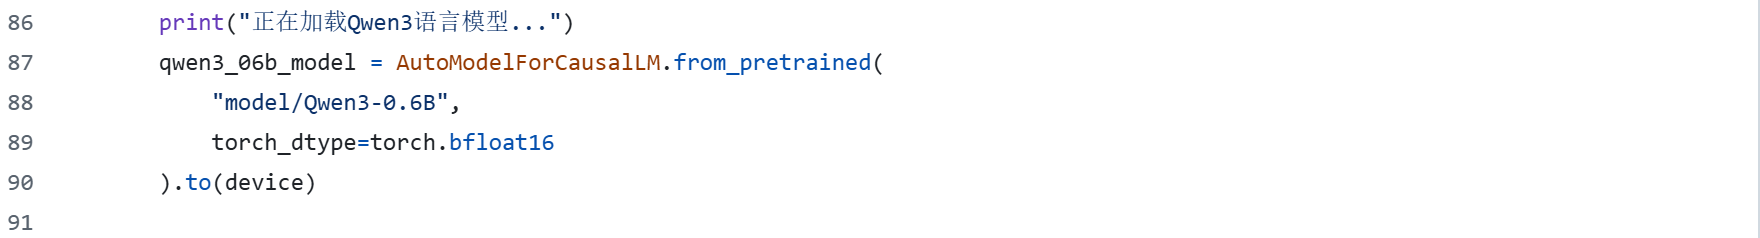 86 print("正在加载Qwen3语言模型...")
87 qwen3_06b_model = AutoModelForCausalLM.from_pretrained(
88 "model/Qwen3-0.6B",
89 torch_dtype=torch.bfloat16
90 ).to(device)
91